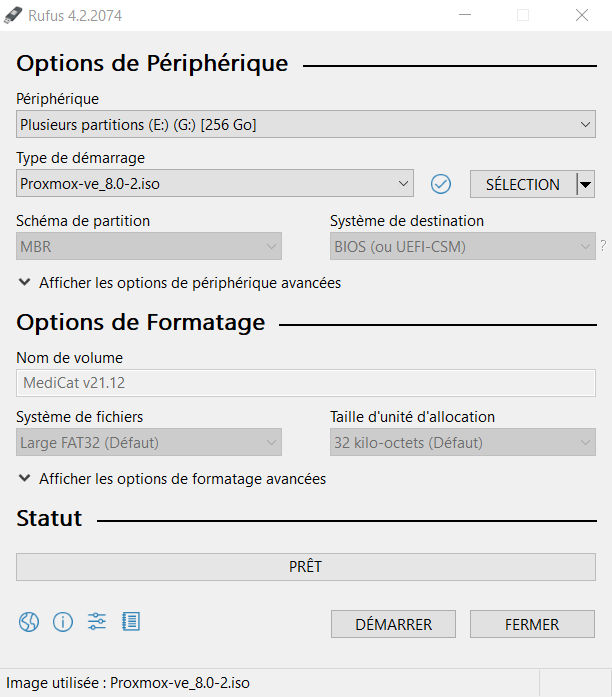 Rufus 4.2.2074
Options de Périphérique
Périphérique
Plusieurs partitions (E:) (G:) [256 Go]
Type de démarrage
Proxmox-ve_8.0-2.iso
SÉLECTION
Schéma de partition
Système de destination
MBR
BIOS (ou UEFI-CSM)
?
Afficher les options de périphérique avancées
Options de Formatage
Nom de volume
MediCat v21.12
Système de fichiers
Taille d'unité d'allocation
Large FAT32 (Défaut)
32 kilo-octets (Défaut)
Afficher les options de formatage avancées
Statut
PRÊT
DÉMARRER
FERMER
Image utilisée : Proxmox-ve_8.0-2.iso